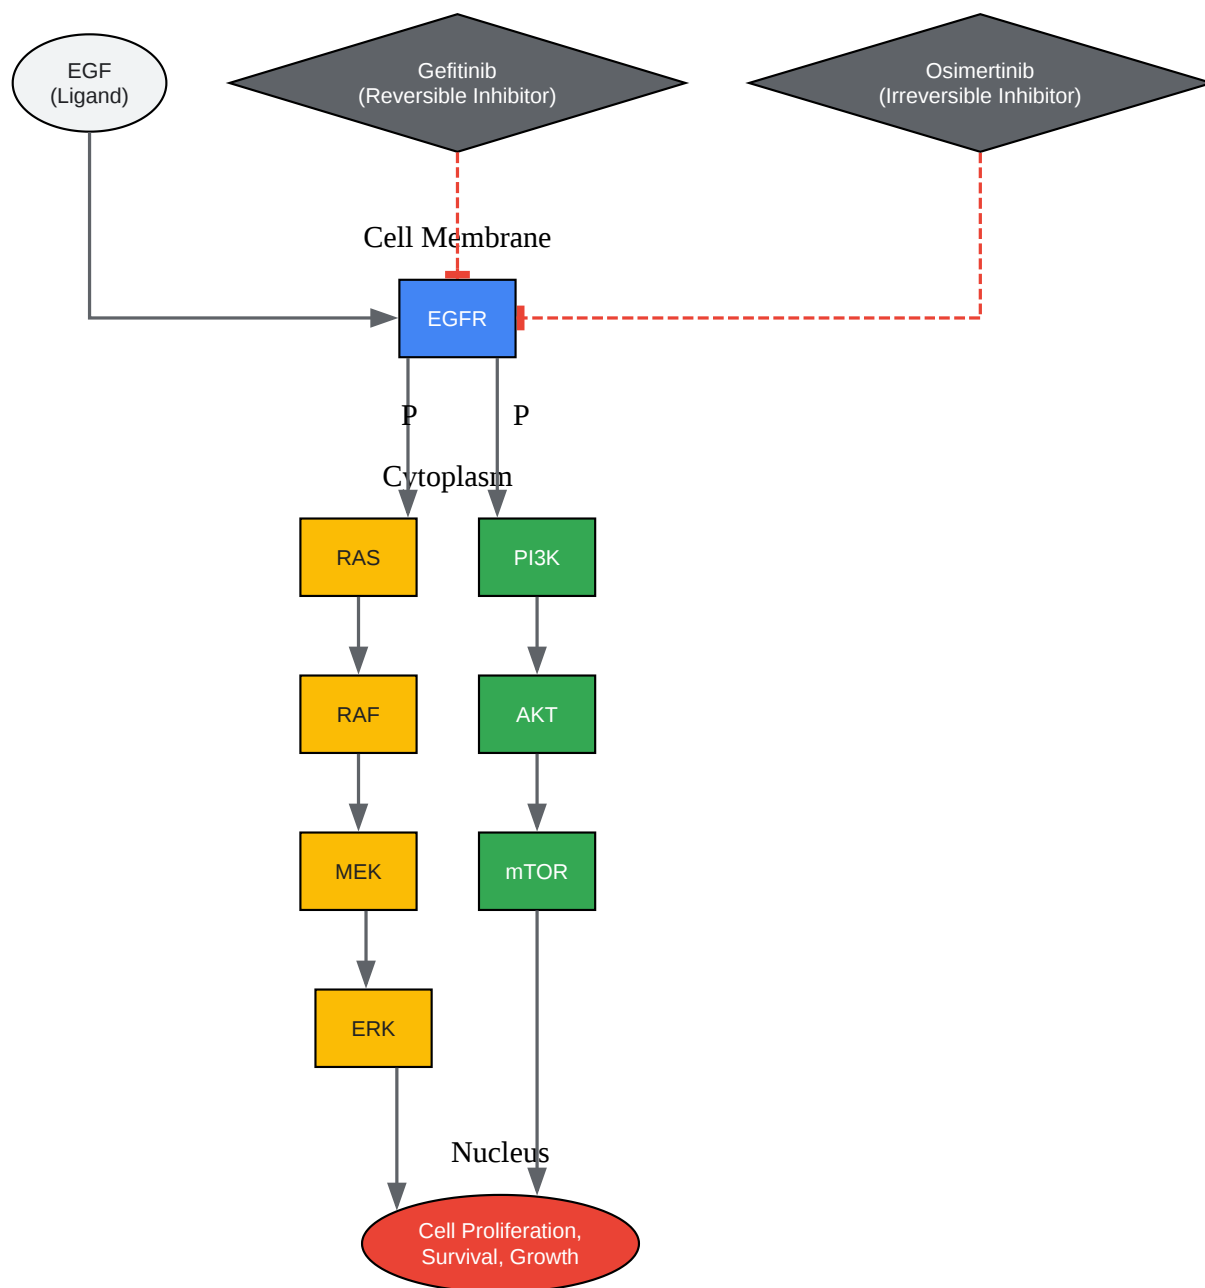 EGF
(Ligand)
Gefitinib
(Reversible Inhibitor)
Osimertinib
(Irreversible Inhibitor)
Cell Membrane
EGFR
P
P
Cytoplasm
RAS
PI3K
RAF
AKT
MEK
mTOR
ERK
Nucleus
Cell Proliferation,
Survival, Growth